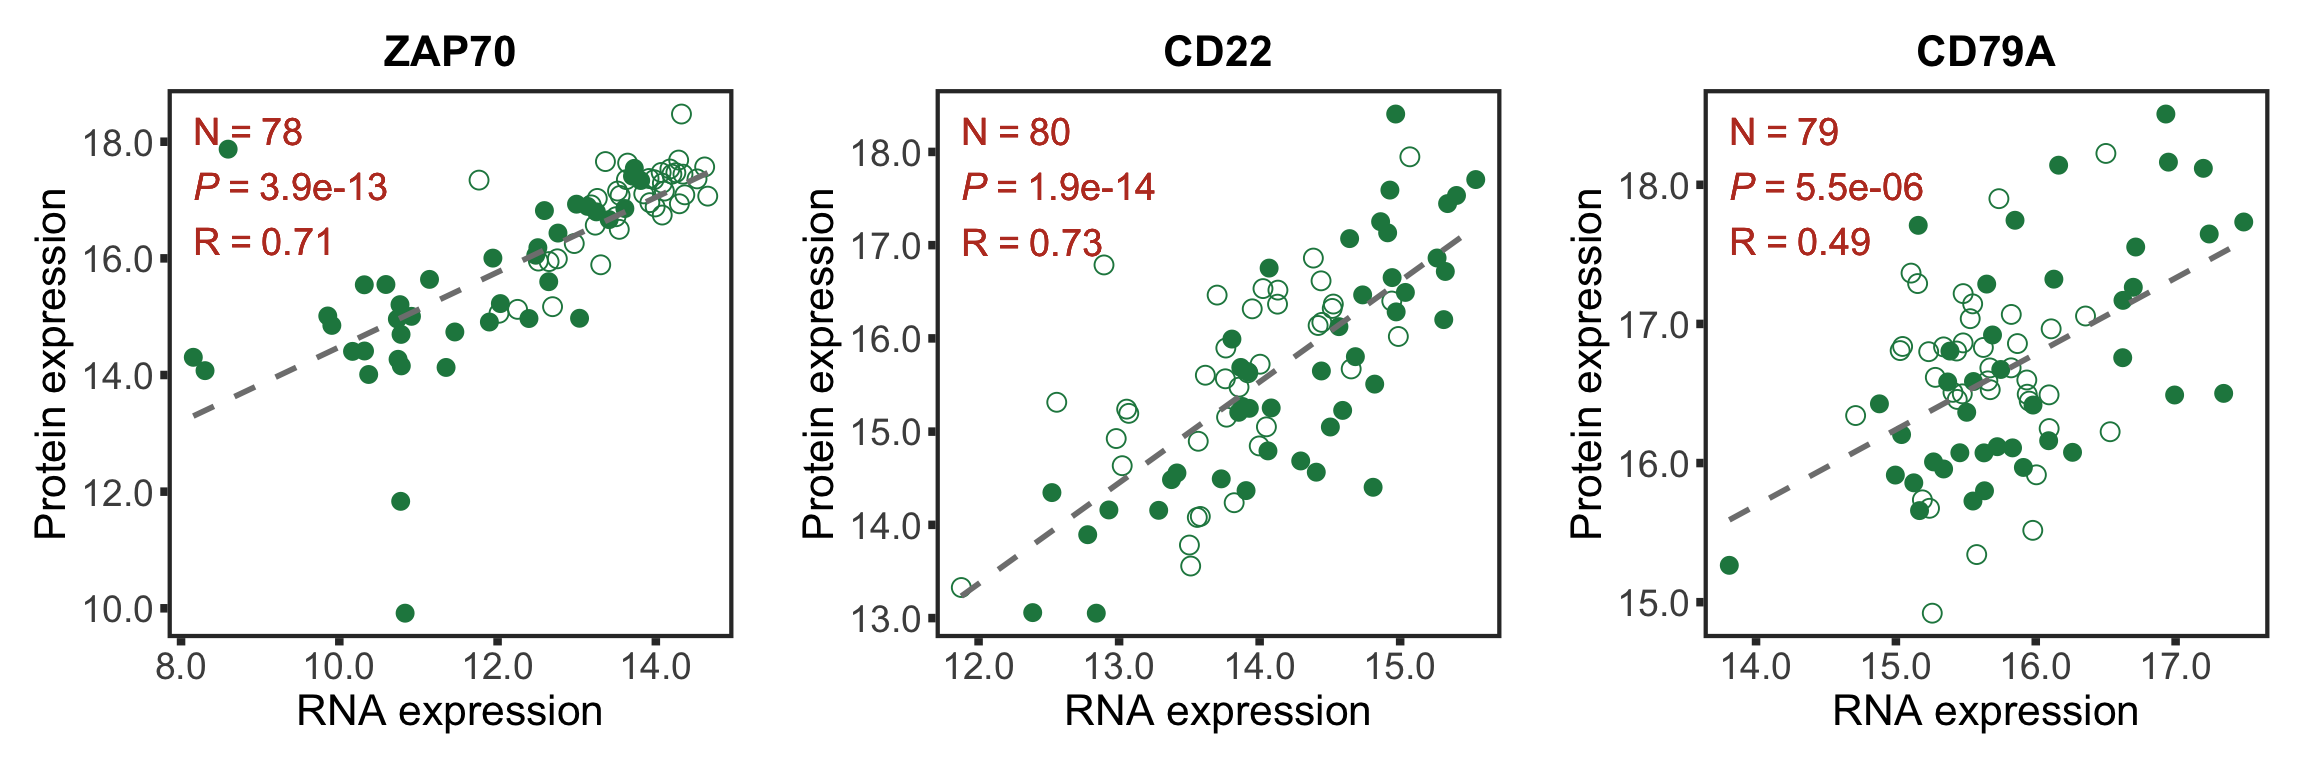 ZAP70
N = 78
P = 3.9e-13
R = 0.71
18.0
16.0
14.0
12.0
10.0
8.0 10.0 12.0 14.0
RNA expression
Protein expression
CD22
N = 80
P = 1.9e-14
R = 0.73
18.0
17.0
16.0
15.0
14.0
13.0
12.0 13.0 14.0 15.0
RNA expression
Protein expression
CD79A
N = 79
P = 5.5e-06
R = 0.49
18.0
17.0
16.0
15.0
14.0 15.0 16.0 17.0
RNA expression
Protein expression